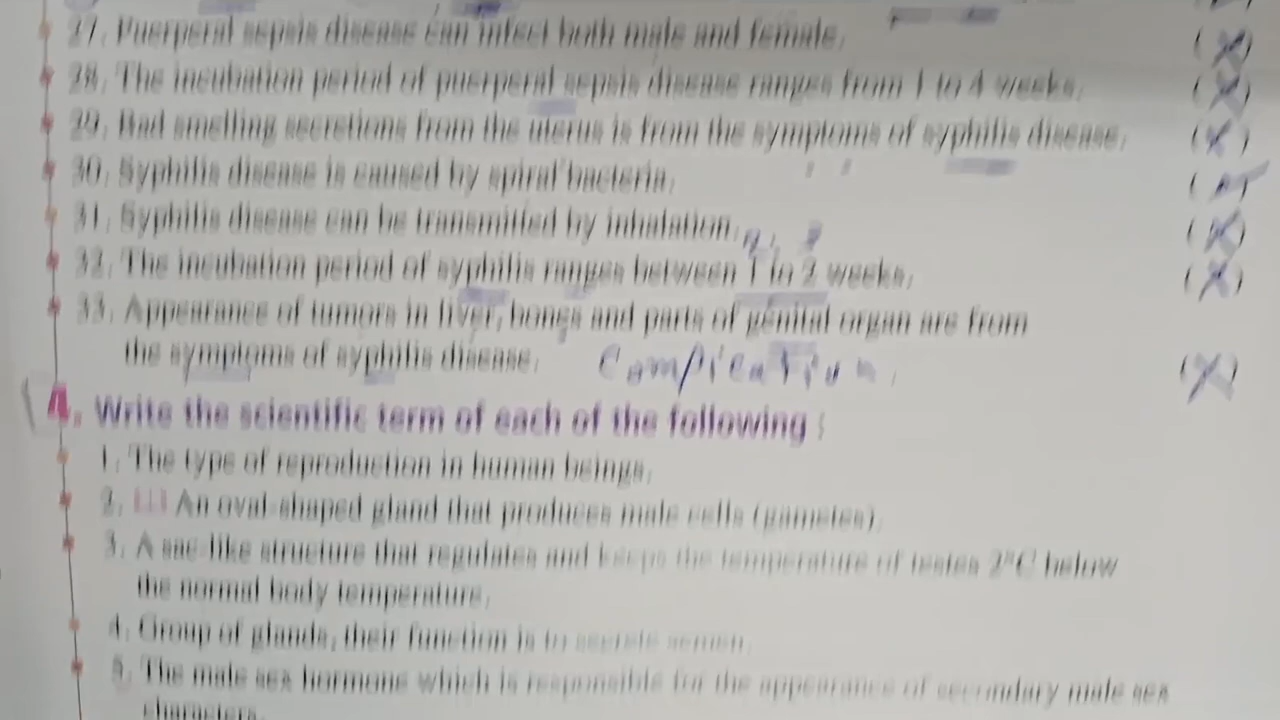 27. Puerperal sepsis disease can infect both male and female. (X)
28. The incubation period of puerperal sepsis disease ranges from 1 to 4 weeks. (X)
29. Bad smelling secretions from the uterus is from the symptoms of syphilis disease. (X)
30. Syphilis disease is caused by spiral bacteria. (✓)
31. Syphilis disease can be transmitted by inhalation. (X)
32. The incubation period of syphilis ranges between 1 to 2 weeks. (X)
33. Appearance of tumors in liver, bones and parts of genital organ are from
the symptoms of syphilis disease. Complication. (X)
4. Write the scientific term of each of the following :
1. The type of reproduction in human beings.
2. An oval-shaped gland that produces male cells (gametes).
3. A sac-like structure that regulates and keeps the temperature of testes 2°C below
the normal body temperature.
4. Group of glands, their function is to secrete semen.
5. The male sex hormone which is responsible for the appearance of secondary male sex
characters.